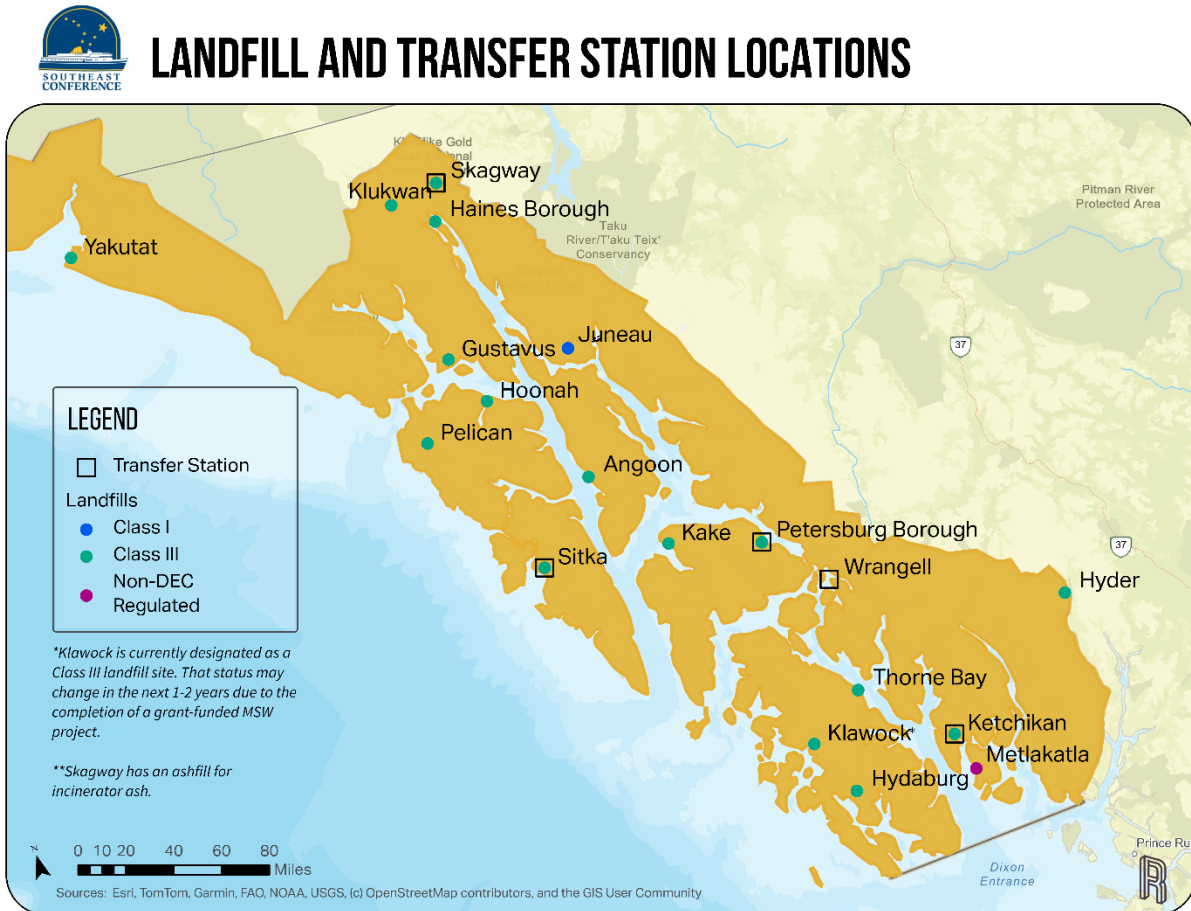 SOUTHEAST
CONFERENCE
LANDFILL AND TRANSFER STATION LOCATIONS
Skagway
Klukwan
Haines Borough
Taku
River/T'aku Teix'
Conservancy
Pitman River
Protected Area
Yakutat
Juneau
Gustavus
37
Hoonah
Pelican
Angoon
Kake
Petersburg Borough
37
Sitka
Wrangell
Hyder
Thorne Bay
Ketchikan
Klawock*
Metlakatla
Hydaburg
LEGEND
Transfer Station
Landfills
Class I
Class III
Non-DEC
Regulated
*Klawock is currently designated as a
Class III landfill site. That status may
change in the next 1-2 years due to the
completion of a grant-funded MSW
project.
**Skagway has an ashfill for
incinerator ash.
Prince Ru
Dixon
Entrance
N
0 10 20 40 60 80
Miles
Sources: Esri, TomTom, Garmin, FAO, NOAA, USGS, (c) OpenStreetMap contributors, and the GIS User Community
R